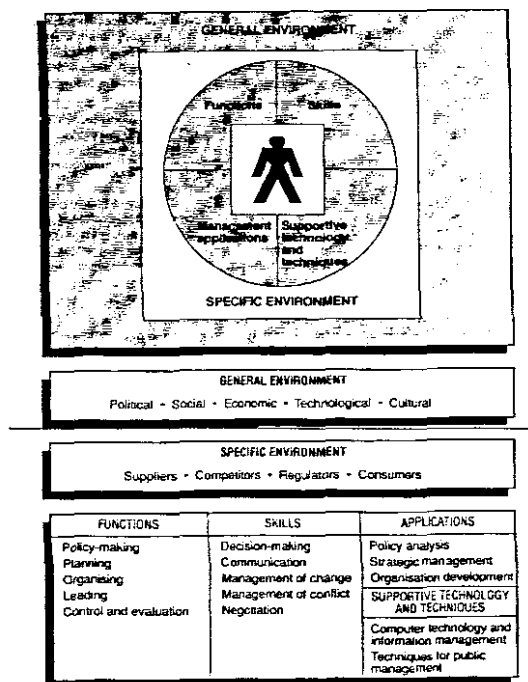 GENERAL ENVIRONMENT
Functions
Skills
Management
applications
Supportive
technology
and
techniques
SPECIFIC ENVIRONMENT
GENERAL ENVIRONMENT
Political • Social • Economic • Technological • Cultural
SPECIFIC ENVIRONMENT
Suppliers • Competitors • Regulators • Consumers
FUNCTIONS
Policy-making
Planning
Organising
Leading
Control and evaluation
SKILLS
Decision-making
Communication
Management of change
Management of conflict
Negotiation
APPLICATIONS
Policy analysis
Strategic management
Organisation development
SUPPORTIVE TECHNOLOGY
AND TECHNIQUES
Computer technology and
information management
Techniques for public
management